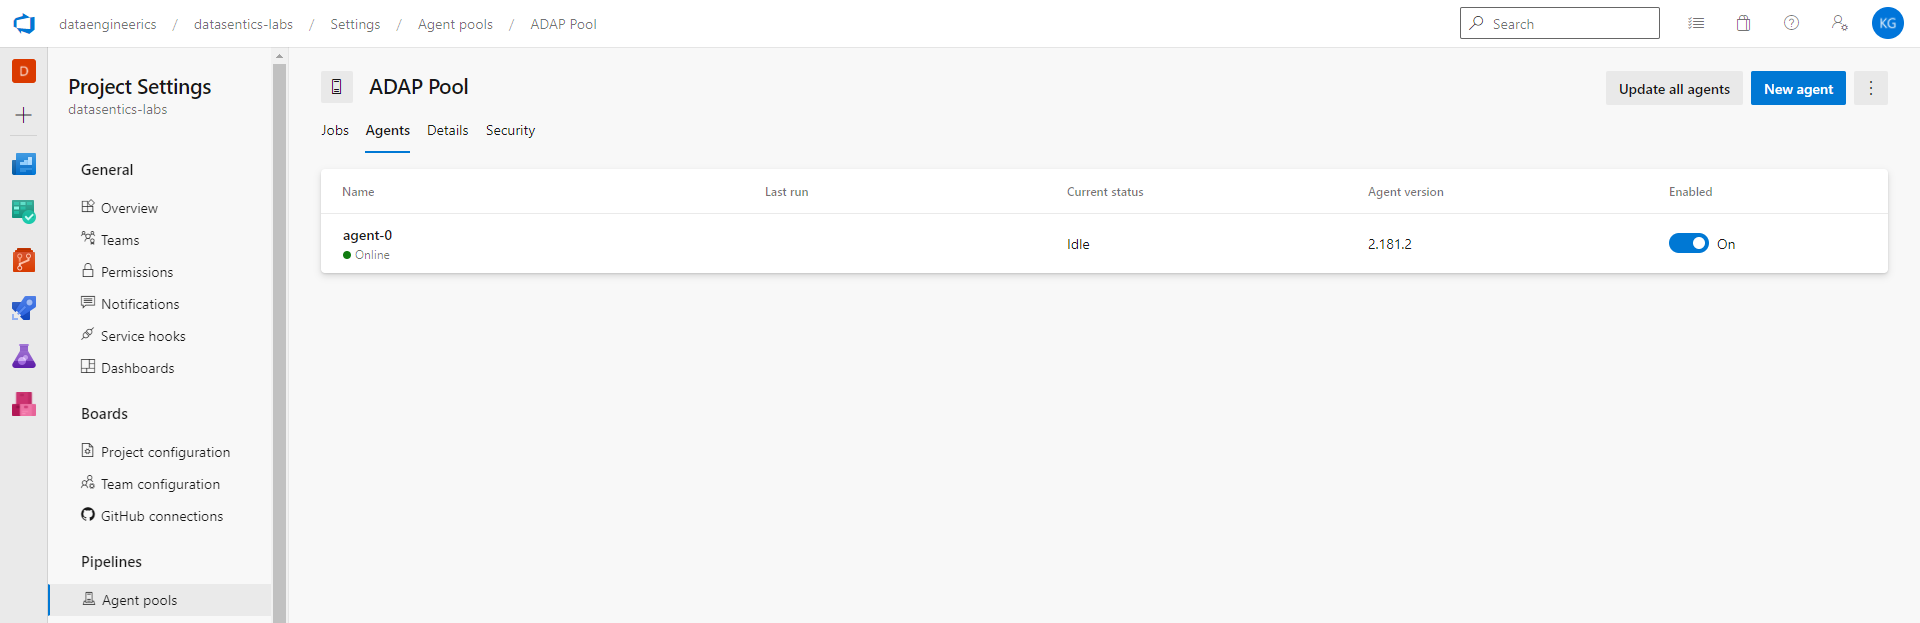 dataengineerics / datasentics-labs / Settings / Agent pools / ADAP Pool
Search
KG
D
Project Settings
datasentics-labs
General
Overview
Teams
Permissions
Notifications
Service hooks
Dashboards
Boards
Project configuration
Team configuration
GitHub connections
Pipelines
Agent pools
ADAP Pool
Update all agents
New agent
Jobs Agents Details Security
Name Last run Current status Agent version Enabled
agent-0
Online
Idle 2.181.2 On